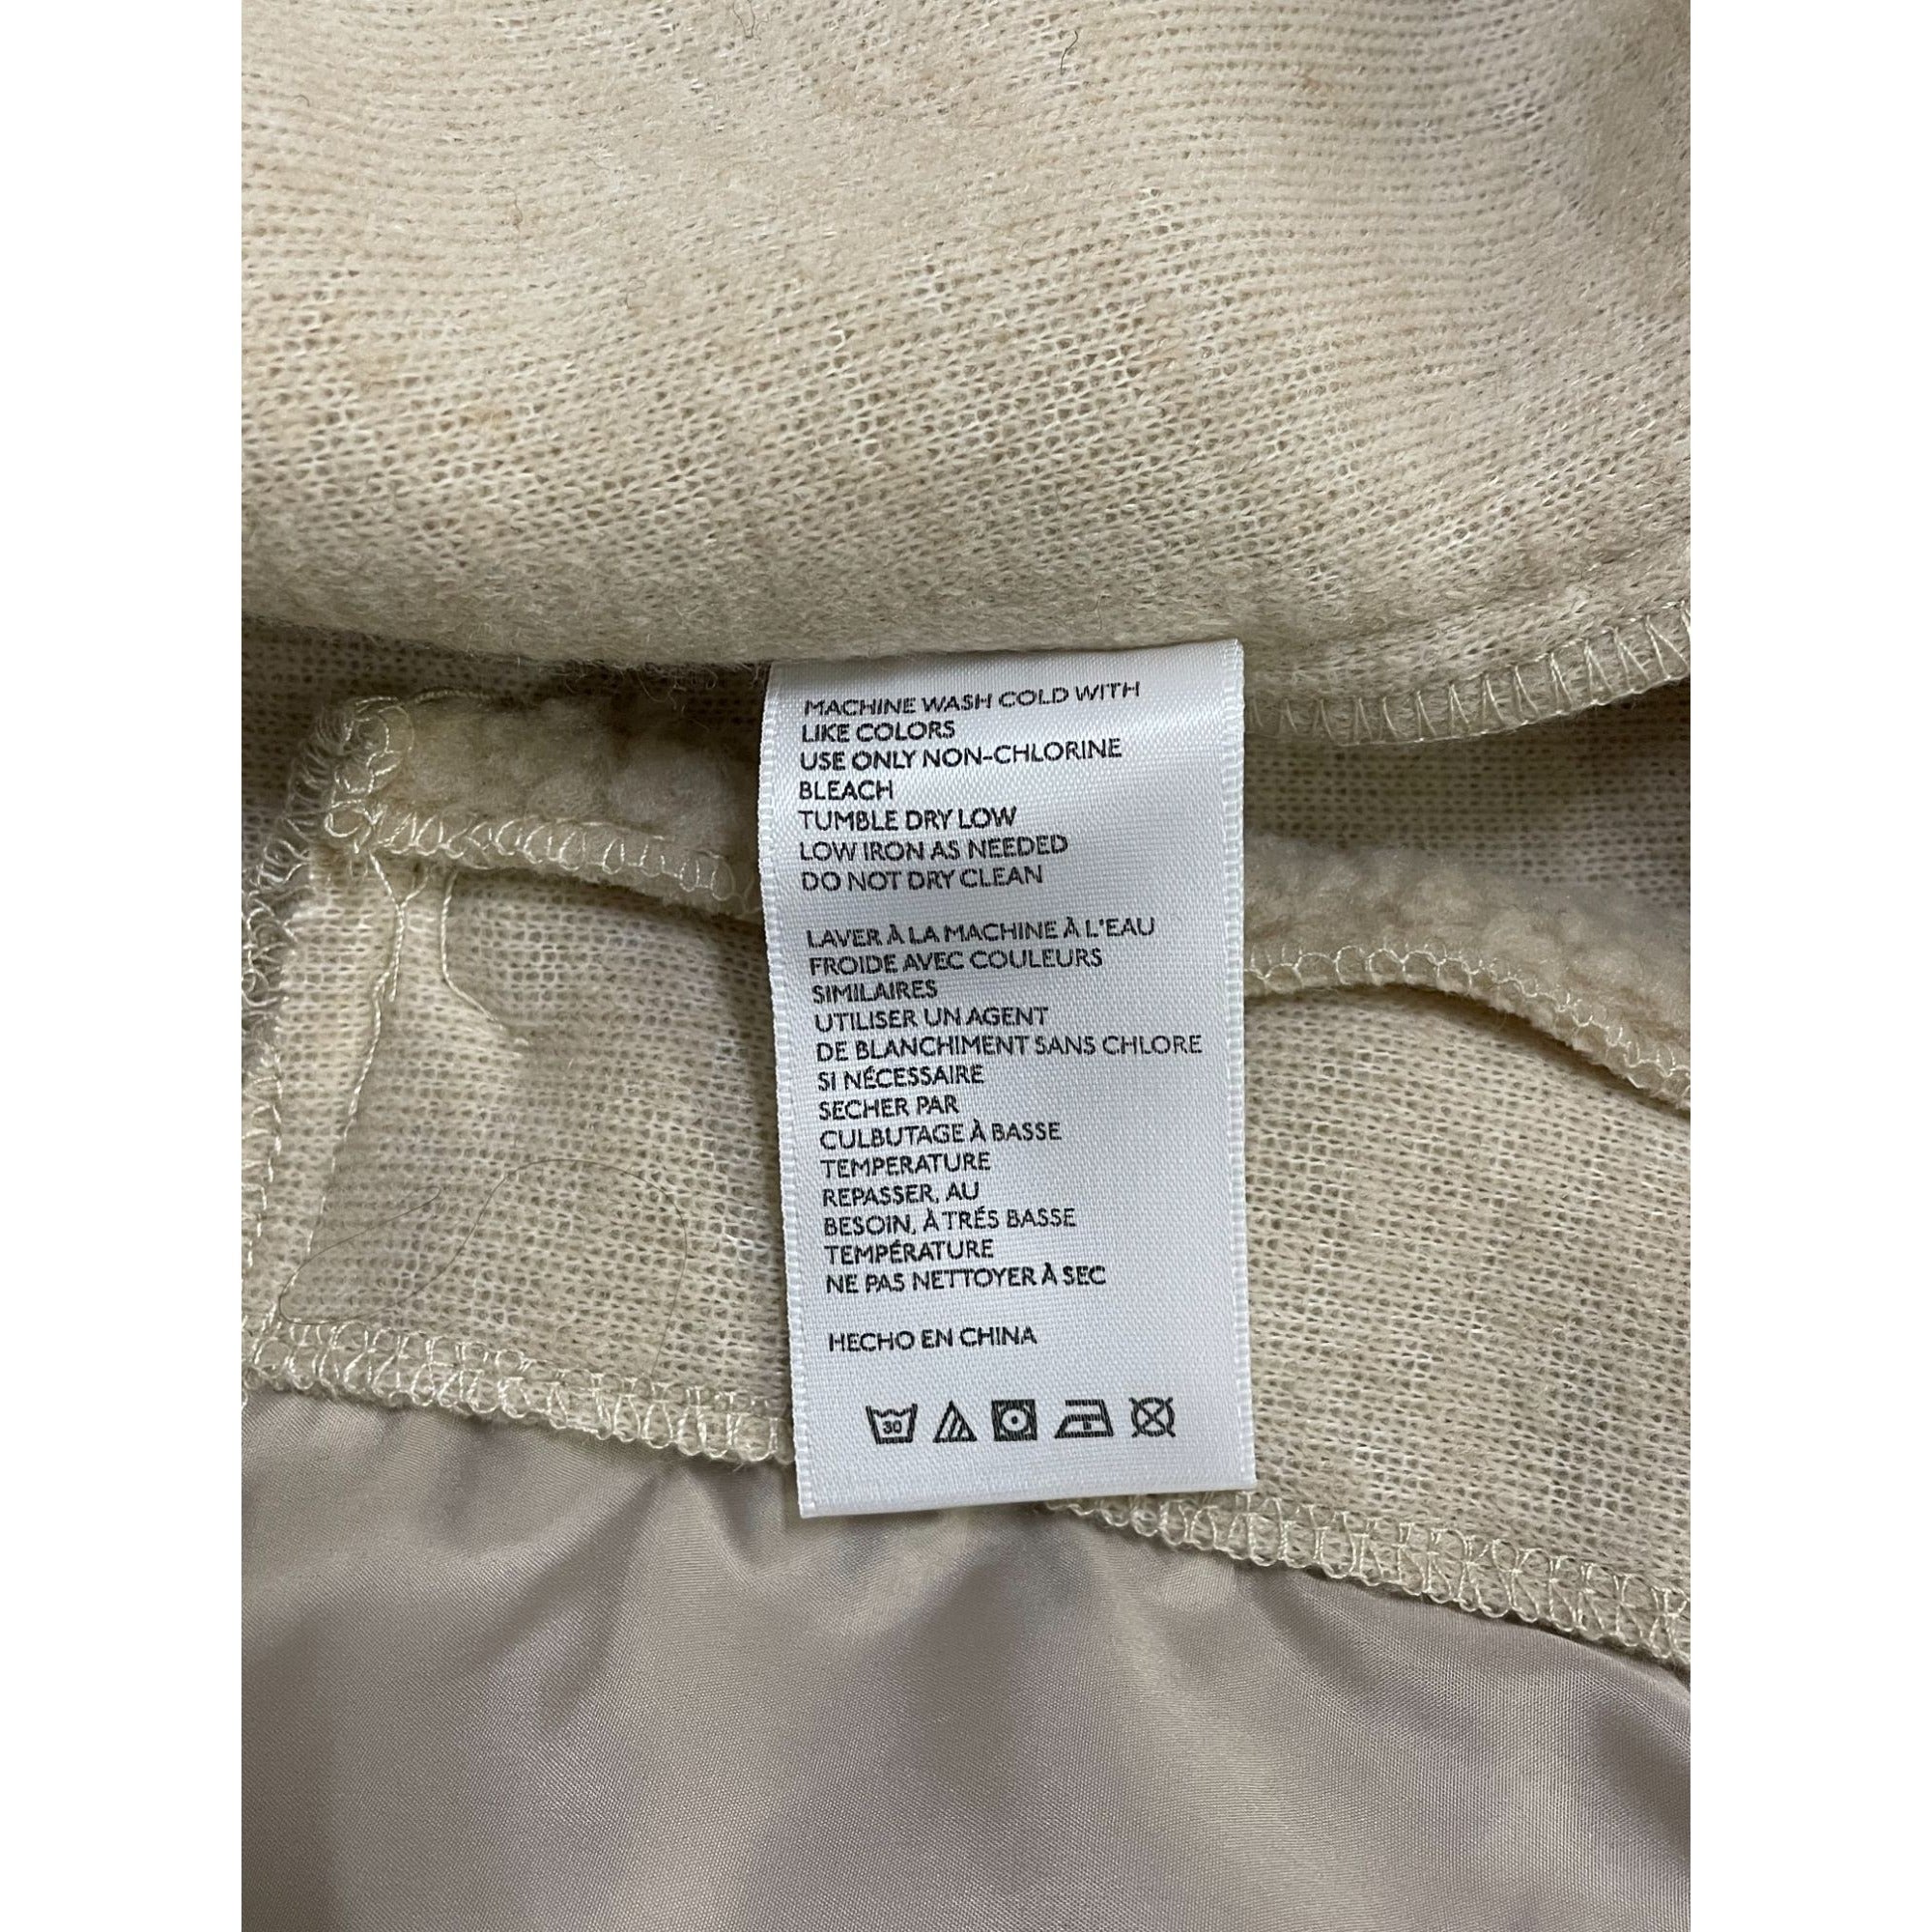 MACHINE WASH COLD WITH
LIKE COLORS
USE ONLY NON-CHLORINE
BLEACH
TUMBLE DRY LOW
LOW IRON AS NEEDED
DO NOT DRY CLEAN
LAVER À LA MACHINE À L'EAU
FROIDE AVEC COULEURS
SIMILAIRES
UTILISER UN AGENT
DE BLANCHIMENT SANS CHLORE
SI NÉCESSAIRE
SECHER PAR
CULBUTAGE À BASSE
TEMPERATURE
REPASSER, AU
BESOIN, À TRÉS BASSE
TEMPÉRATURE
NE PAS NETTOYER À SEC
HECHO EN CHINA
30